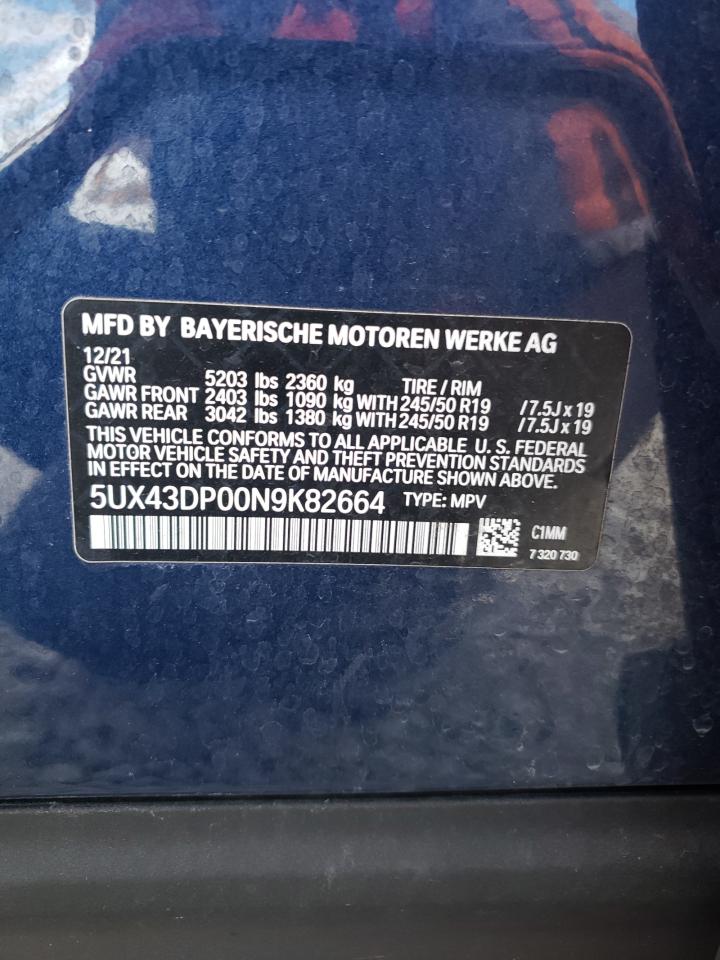 MFD BY BAYERISCHE MOTOREN WERKE AG
12/21
GVWR 5203 lbs 2360 kg TIRE / RIM
GAWR FRONT 2403 lbs 1090 kg WITH 245/50 R19 / 7.5J x 19
GAWR REAR 3042 lbs 1380 kg WITH 245/50 R19 / 7.5J x 19
THIS VEHICLE CONFORMS TO ALL APPLICABLE U. S. FEDERAL
MOTOR VEHICLE SAFETY AND THEFT PREVENTION STANDARDS
IN EFFECT ON THE DATE OF MANUFACTURE SHOWN ABOVE.
5UX43DP00N9K82664 TYPE: MPV
C1MM
7 320 730